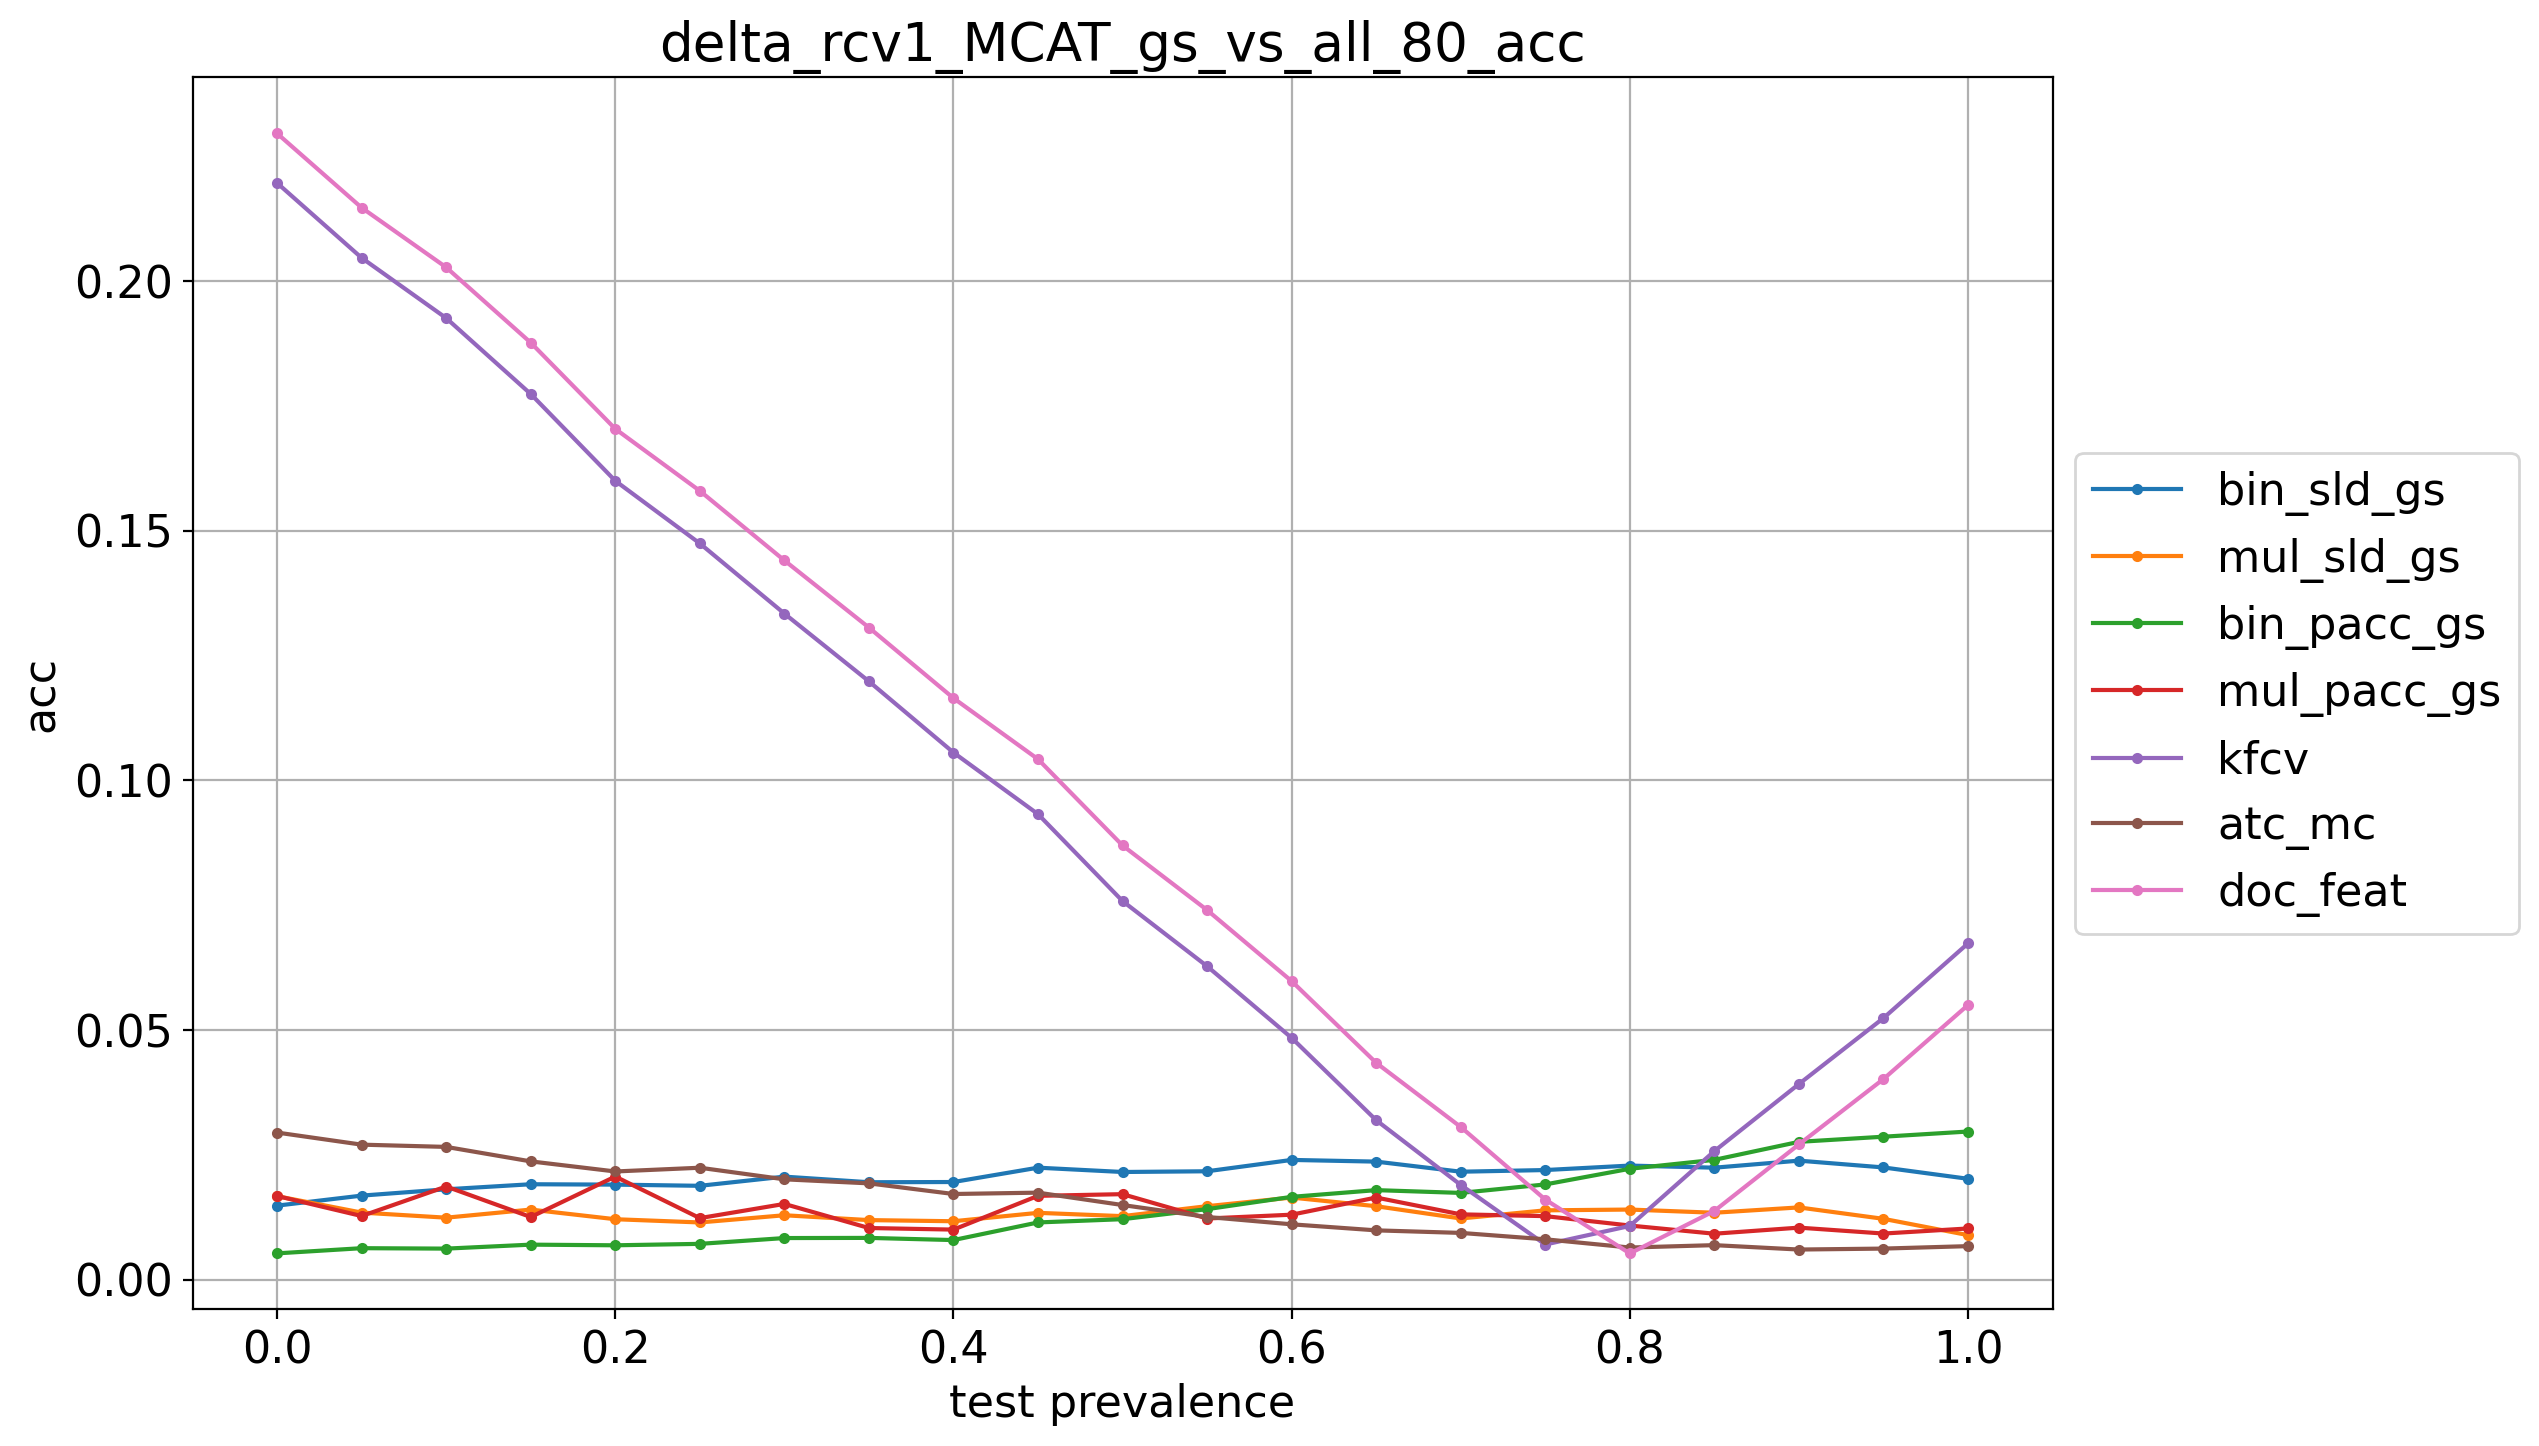 delta_rcv1_MCAT_gs_vs_all_80_acc
acc
0.20
0.15
0.10
0.05
0.00
0.0 0.2 0.4 0.6 0.8 1.0
test prevalence
bin_sld_gs
mul_sld_gs
bin_pacc_gs
mul_pacc_gs
kfcv
atc_mc
doc_feat